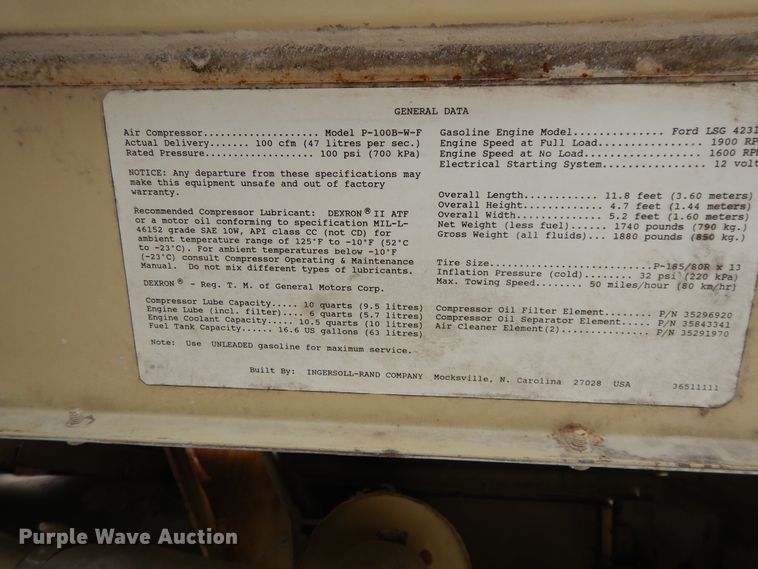 GENERAL DATA
Air Compressor.................... Model P-100B-W-F
Actual Delivery....... 100 cfm (47 litres per sec.)
Rated Pressure................... 100 psi (700 kPa)
NOTICE: Any departure from these specifications may
make this equipment unsafe and out of factory
warranty.
Recommended Compressor Lubricant: DEXRON® II ATF
or a motor oil conforming to specification MIL-L-
46152 grade SAE 10W, API class CC (not CD) for
ambient temperature range of 125°F to -10°F (52°C
to -23°C). For ambient temperatures below -10°F
(-23°C) consult Compressor Operating & Maintenance
Manual. Do not mix different types of lubricants.
DEXRON® - Reg. T. M. of General Motors Corp.
Compressor Lube Capacity..... 10 quarts (9.5 litres)
Engine Lube (incl. filter).... 6 quarts (5.7 litres)
Engine Coolant Capacity..... 10.5 quarts (10 litres)
Fuel Tank Capacity...... 16.6 US gallons (63 litres)
Note: Use UNLEADED gasoline for maximum service.
Gasoline Engine Model.............. Ford LSG 423I
Engine Speed at Full Load............... 1900 RP
Engine Speed at No Load................ 1600 RPM
Electrical Starting System............... 12 volt
Overall Length............ 11.8 feet (3.60 meters)
Overall Height............. 4.7 feet (1.44 meters)
Overall Width.............. 5.2 feet (1.60 meters)
Net Weight (less fuel)...... 1740 pounds (790 kg.)
Gross Weight (all fluids)... 1880 pounds (850 kg.)
Tire Size.........................P-185/80R x 13
Inflation Pressure (cold)......... 32 psi (220 kPa)
Max. Towing Speed........ 50 miles/hour (80 km/hr)
Compressor Oil Filter Element........ P/N 35296920
Compressor Oil Separator Element..... P/N 35843341
Air Cleaner Element(2)............... P/N 35291970
Built By: INGERSOLL-RAND COMPANY Mocksville, N. Carolina 27028 USA 36511111
Purple Wave Auction®